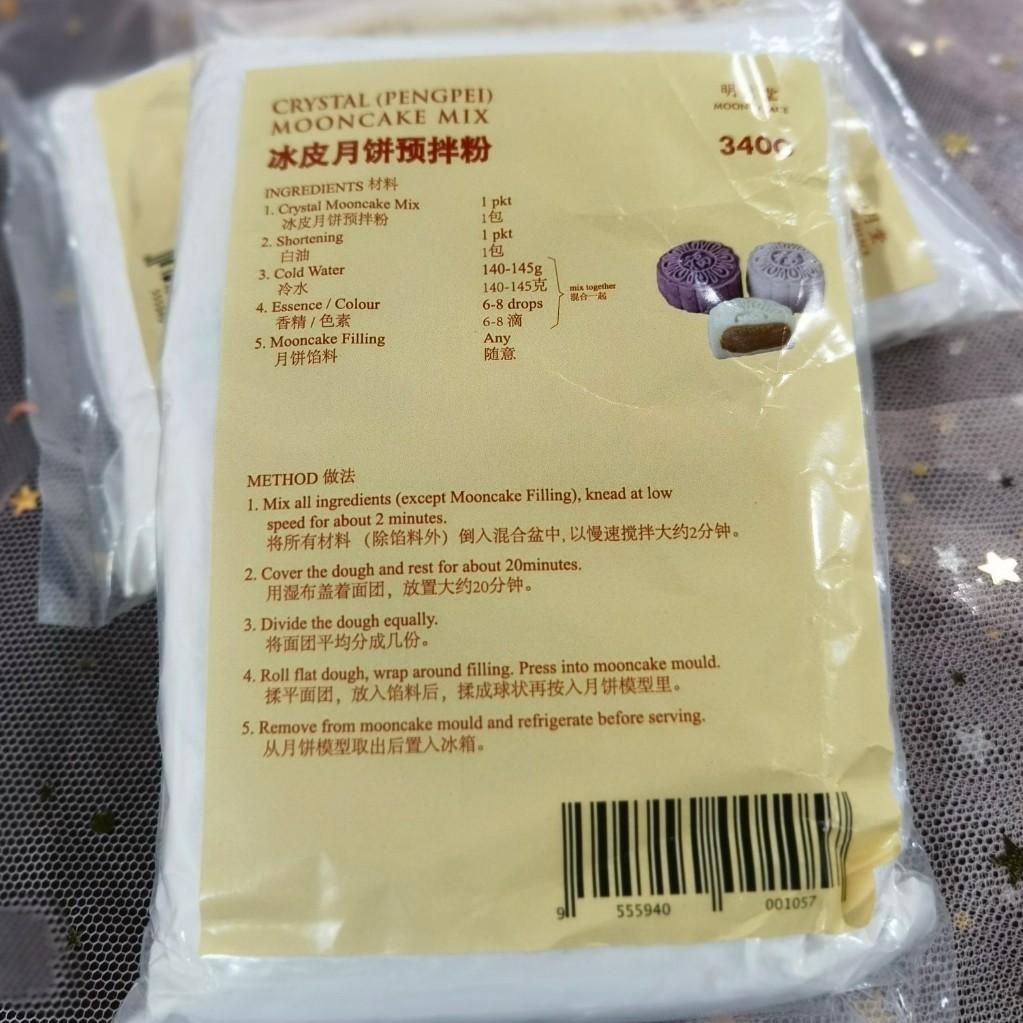 CRYSTAL (PENGPEI)
MOONCAKE MIX
冰皮月饼预拌粉
明 堂
340g
INGREDIENTS 材料
1. Crystal Mooncake Mix 1 pkt
冰皮月饼预拌粉 1包
2. Shortening 1 pkt
白油 1包
3. Cold Water 140-145g
冷水 140-145克
4. Essence / Colour 6-8 drops
香精 / 色素 6-8 滴
mix together
混合一起
5. Mooncake Filling Any
月饼馅料 随意
METHOD 做法
1. Mix all ingredients (except Mooncake Filling), knead at low
speed for about 2 minutes.
将所有材料 （除馅料外）倒入混合盆中, 以慢速搅拌大约2分钟。
2. Cover the dough and rest for about 20minutes.
用湿布盖着面团，放置大约20分钟。
3. Divide the dough equally.
将面团平均分成几份。
4. Roll flat dough, wrap around filling. Press into mooncake mould.
揉平面团，放入馅料后，揉成球状再按入月饼模型里。
5. Remove from mooncake mould and refrigerate before serving.
从月饼模型取出后置入冰箱。
9 555940 001057
月堂